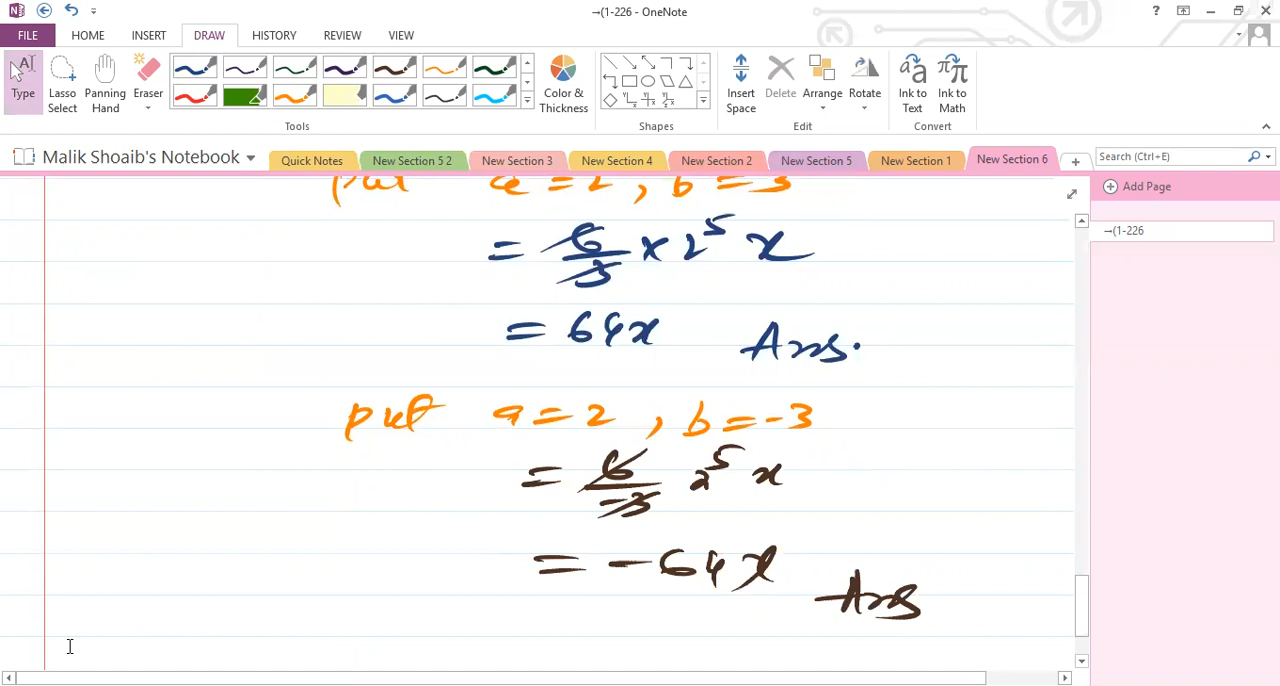 →(1-226 - OneNote
FILE HOME INSERT DRAW HISTORY REVIEW VIEW
Type Lasso Select Panning Hand Eraser Color & Thickness Insert Space Delete Arrange Rotate Ink to Text Ink to Math
Tools Shapes Edit Convert
Malik Shoaib's Notebook Quick Notes New Section 5 2 New Section 3 New Section 4 New Section 2 New Section 5 New Section 1 New Section 6 Search (Ctrl+E)
Add Page
→(1-226
put a = 2 , b = 3
= 6/3 × 2⁵ x
= 64x Ans.
put a = 2 , b = -3
= 6/-3 2⁵ x
= -64x Ans